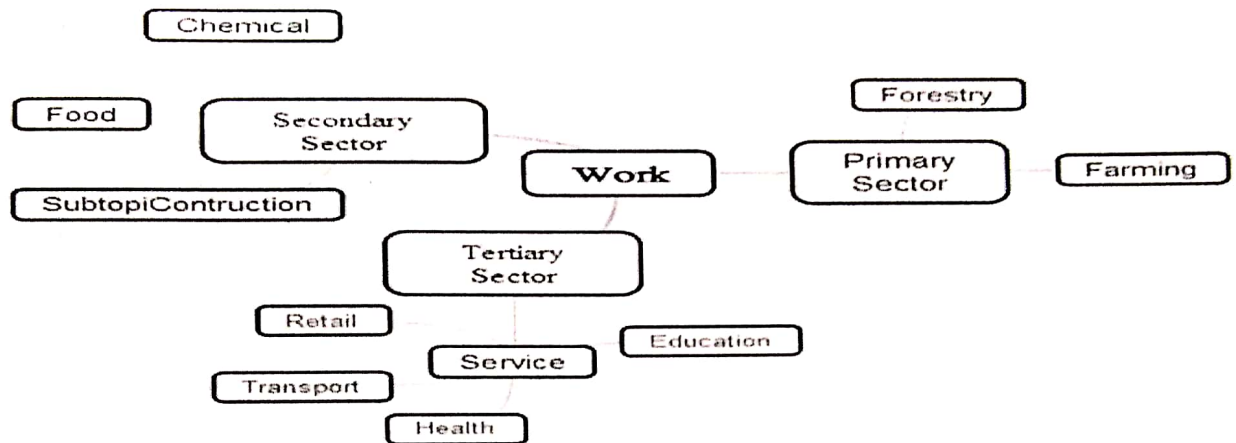 Chemical
Forestry
Food
Secondary
Sector
Work
Primary
Sector
Farming
SubtopiContruction
Tertiary
Sector
Retail
Education
Service
Transport
Health